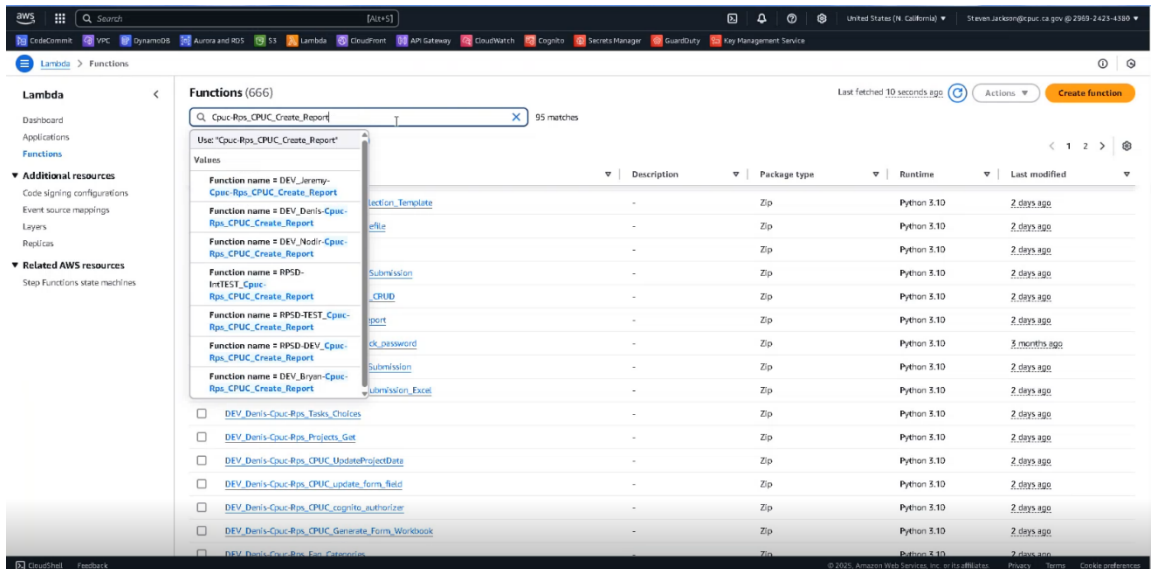 aws
Search
[Alt+S]
United States (N. California) ▼
Steven.Jackson@cpuc.ca.gov @ 2969-2423-4380 ▼
CodeCommit VPC DynamoDB Aurora and RDS S3 Lambda CloudFront API Gateway CloudWatch Cognito Secrets Manager GuardDuty Key Management Service
Lambda > Functions
Lambda
Dashboard
Applications
Functions
Additional resources
Code signing configurations
Event source mappings
Layers
Replicas
Related AWS resources
Step Functions state machines
Functions (666)
Last fetched 10 seconds ago
Actions ▼
Create function
Cpuc-Rps_CPUC_Create_Report
95 matches
< 1 2 >
Use: "Cpuc-Rps_CPUC_Create_Report"
Values
Function name = DEV_Jeremy-
Cpuc-Rps_CPUC_Create_Report
Function name = DEV_Denis-Cpuc-
Rps_CPUC_Create_Report
Function name = DEV_Nodir-Cpuc-
Rps_CPUC_Create_Report
Function name = RPSD-
IntTEST_Cpuc-
Rps_CPUC_Create_Report
Function name = RPSD-TEST_Cpuc-
Rps_CPUC_Create_Report
Function name = RPSD-DEV_Cpuc-
Rps_CPUC_Create_Report
Function name = DEV_Bryan-Cpuc-
Rps_CPUC_Create_Report
Description Package type Runtime Last modified
lection_Template - Zip Python 3.10 2 days ago
efile - Zip Python 3.10 2 days ago
- Zip Python 3.10 2 days ago
Submission - Zip Python 3.10 2 days ago
_CRUD - Zip Python 3.10 2 days ago
eport - Zip Python 3.10 2 days ago
ck_password - Zip Python 3.10 3 months ago
Submission - Zip Python 3.10 2 days ago
ubmission_Excel - Zip Python 3.10 2 days ago
DEV_Denis-Cpuc-Rps_Tasks_Choices - Zip Python 3.10 2 days ago
DEV_Denis-Cpuc-Rps_Projects_Get - Zip Python 3.10 2 days ago
DEV_Denis-Cpuc-Rps_CPUC_UpdateProjectData - Zip Python 3.10 2 days ago
DEV_Denis-Cpuc-Rps_CPUC_update_form_field - Zip Python 3.10 2 days ago
DEV_Denis-Cpuc-Rps_CPUC_cognito_authorizer - Zip Python 3.10 2 days ago
DEV_Denis-Cpuc-Rps_CPUC_Generate_Form_Workbook - Zip Python 3.10 2 days ago
Zip Python 3.10 2 days ago
CloudShell Feedback
© 2025, Amazon Web Services, Inc. or its affiliates. Privacy Terms Cookie preferences